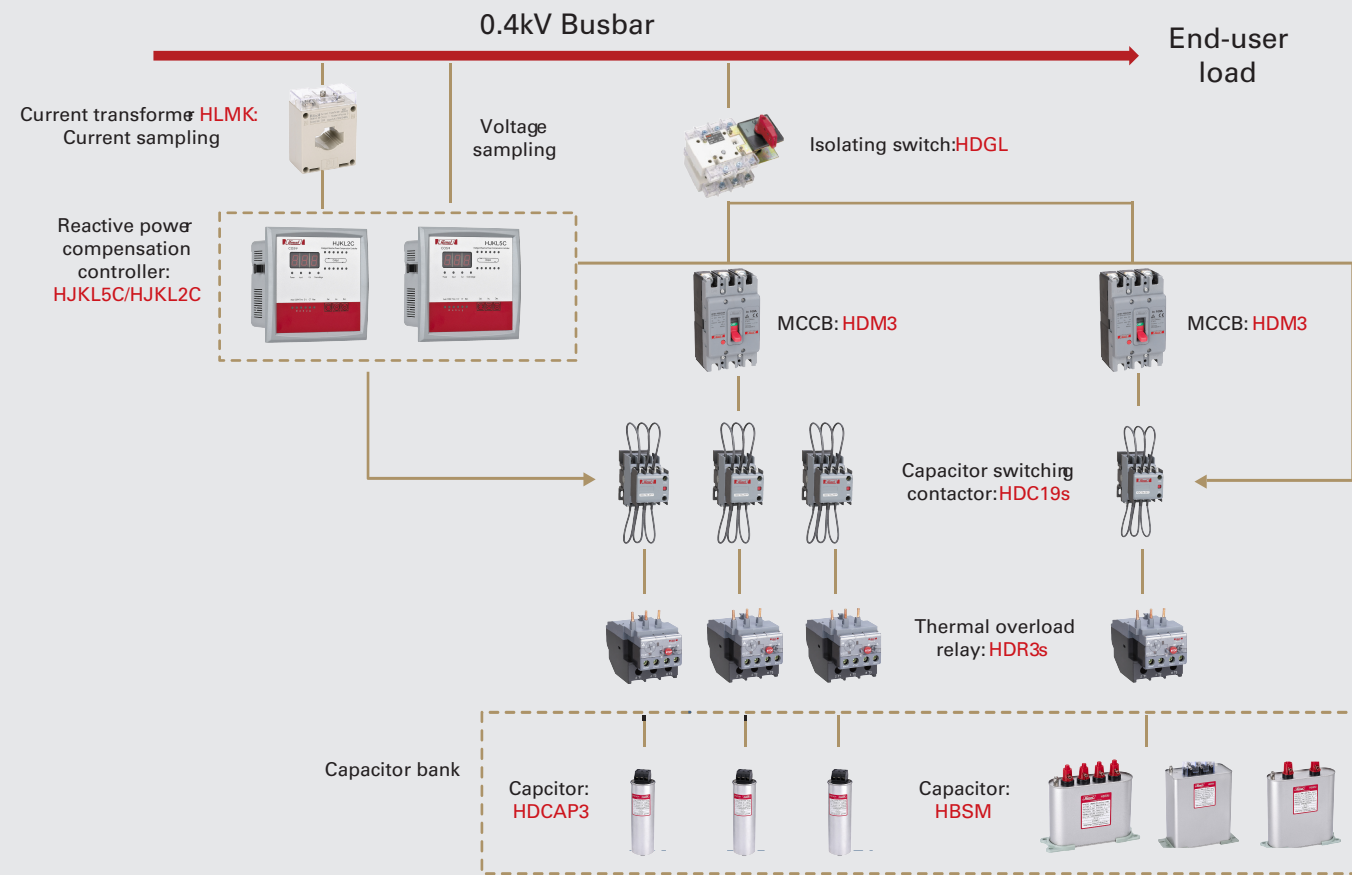 0.4kV Busbar
End-user
load
Current transformer HLMK:
Current sampling
Voltage
sampling
Isolating switch:HDGL
Reactive power
compensation
controller:
HJKL5C/HJKL2C
HJKL2C
HJKL5C
MCCB: HDM3
MCCB: HDM3
Capacitor switching
contactor:HDC19s
Thermal overload
relay:HDR3s
Capacitor bank
Capcitor:
HDCAP3
Capacitor:
HBSM